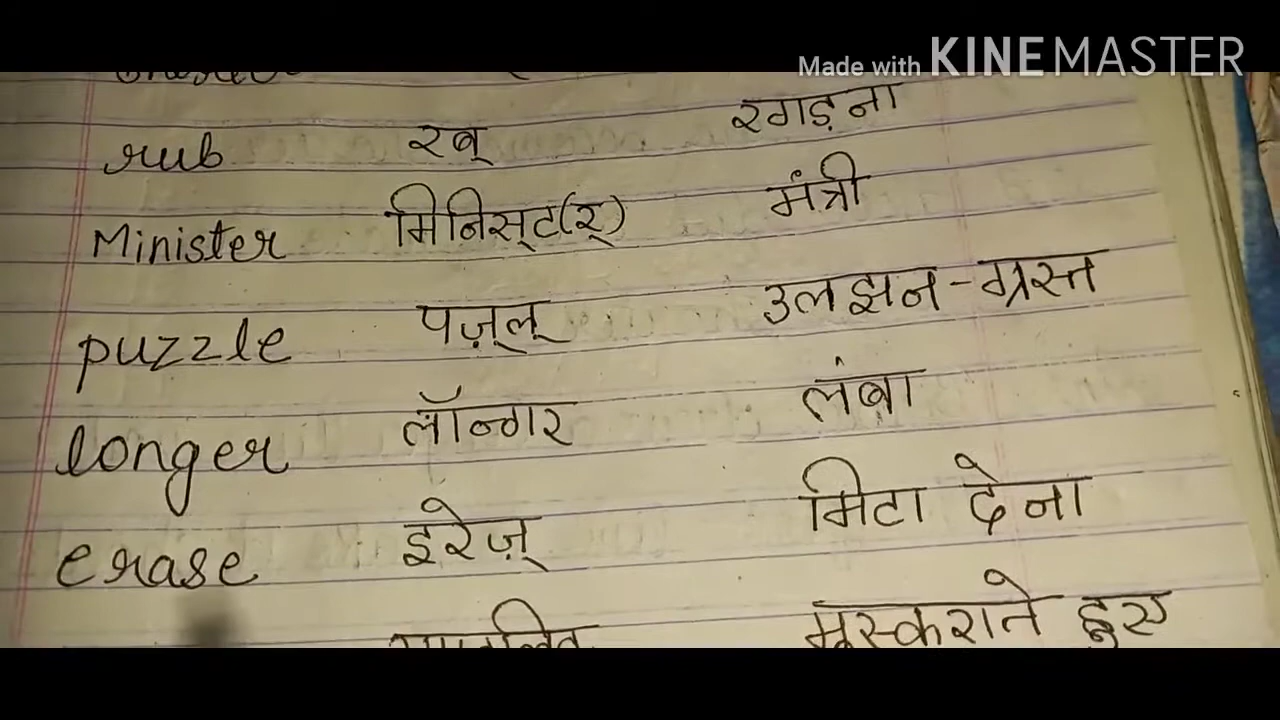 Made with KINEMASTER
rub रब् रगड़ना
Minister मिनिस्ट(र्) मंत्री
puzzle पज़्ल् उलझन-ग्रस्त
longer लॉन्गर लंबा
erase इरेज़् मिटा देना
मुस्कराते हुए